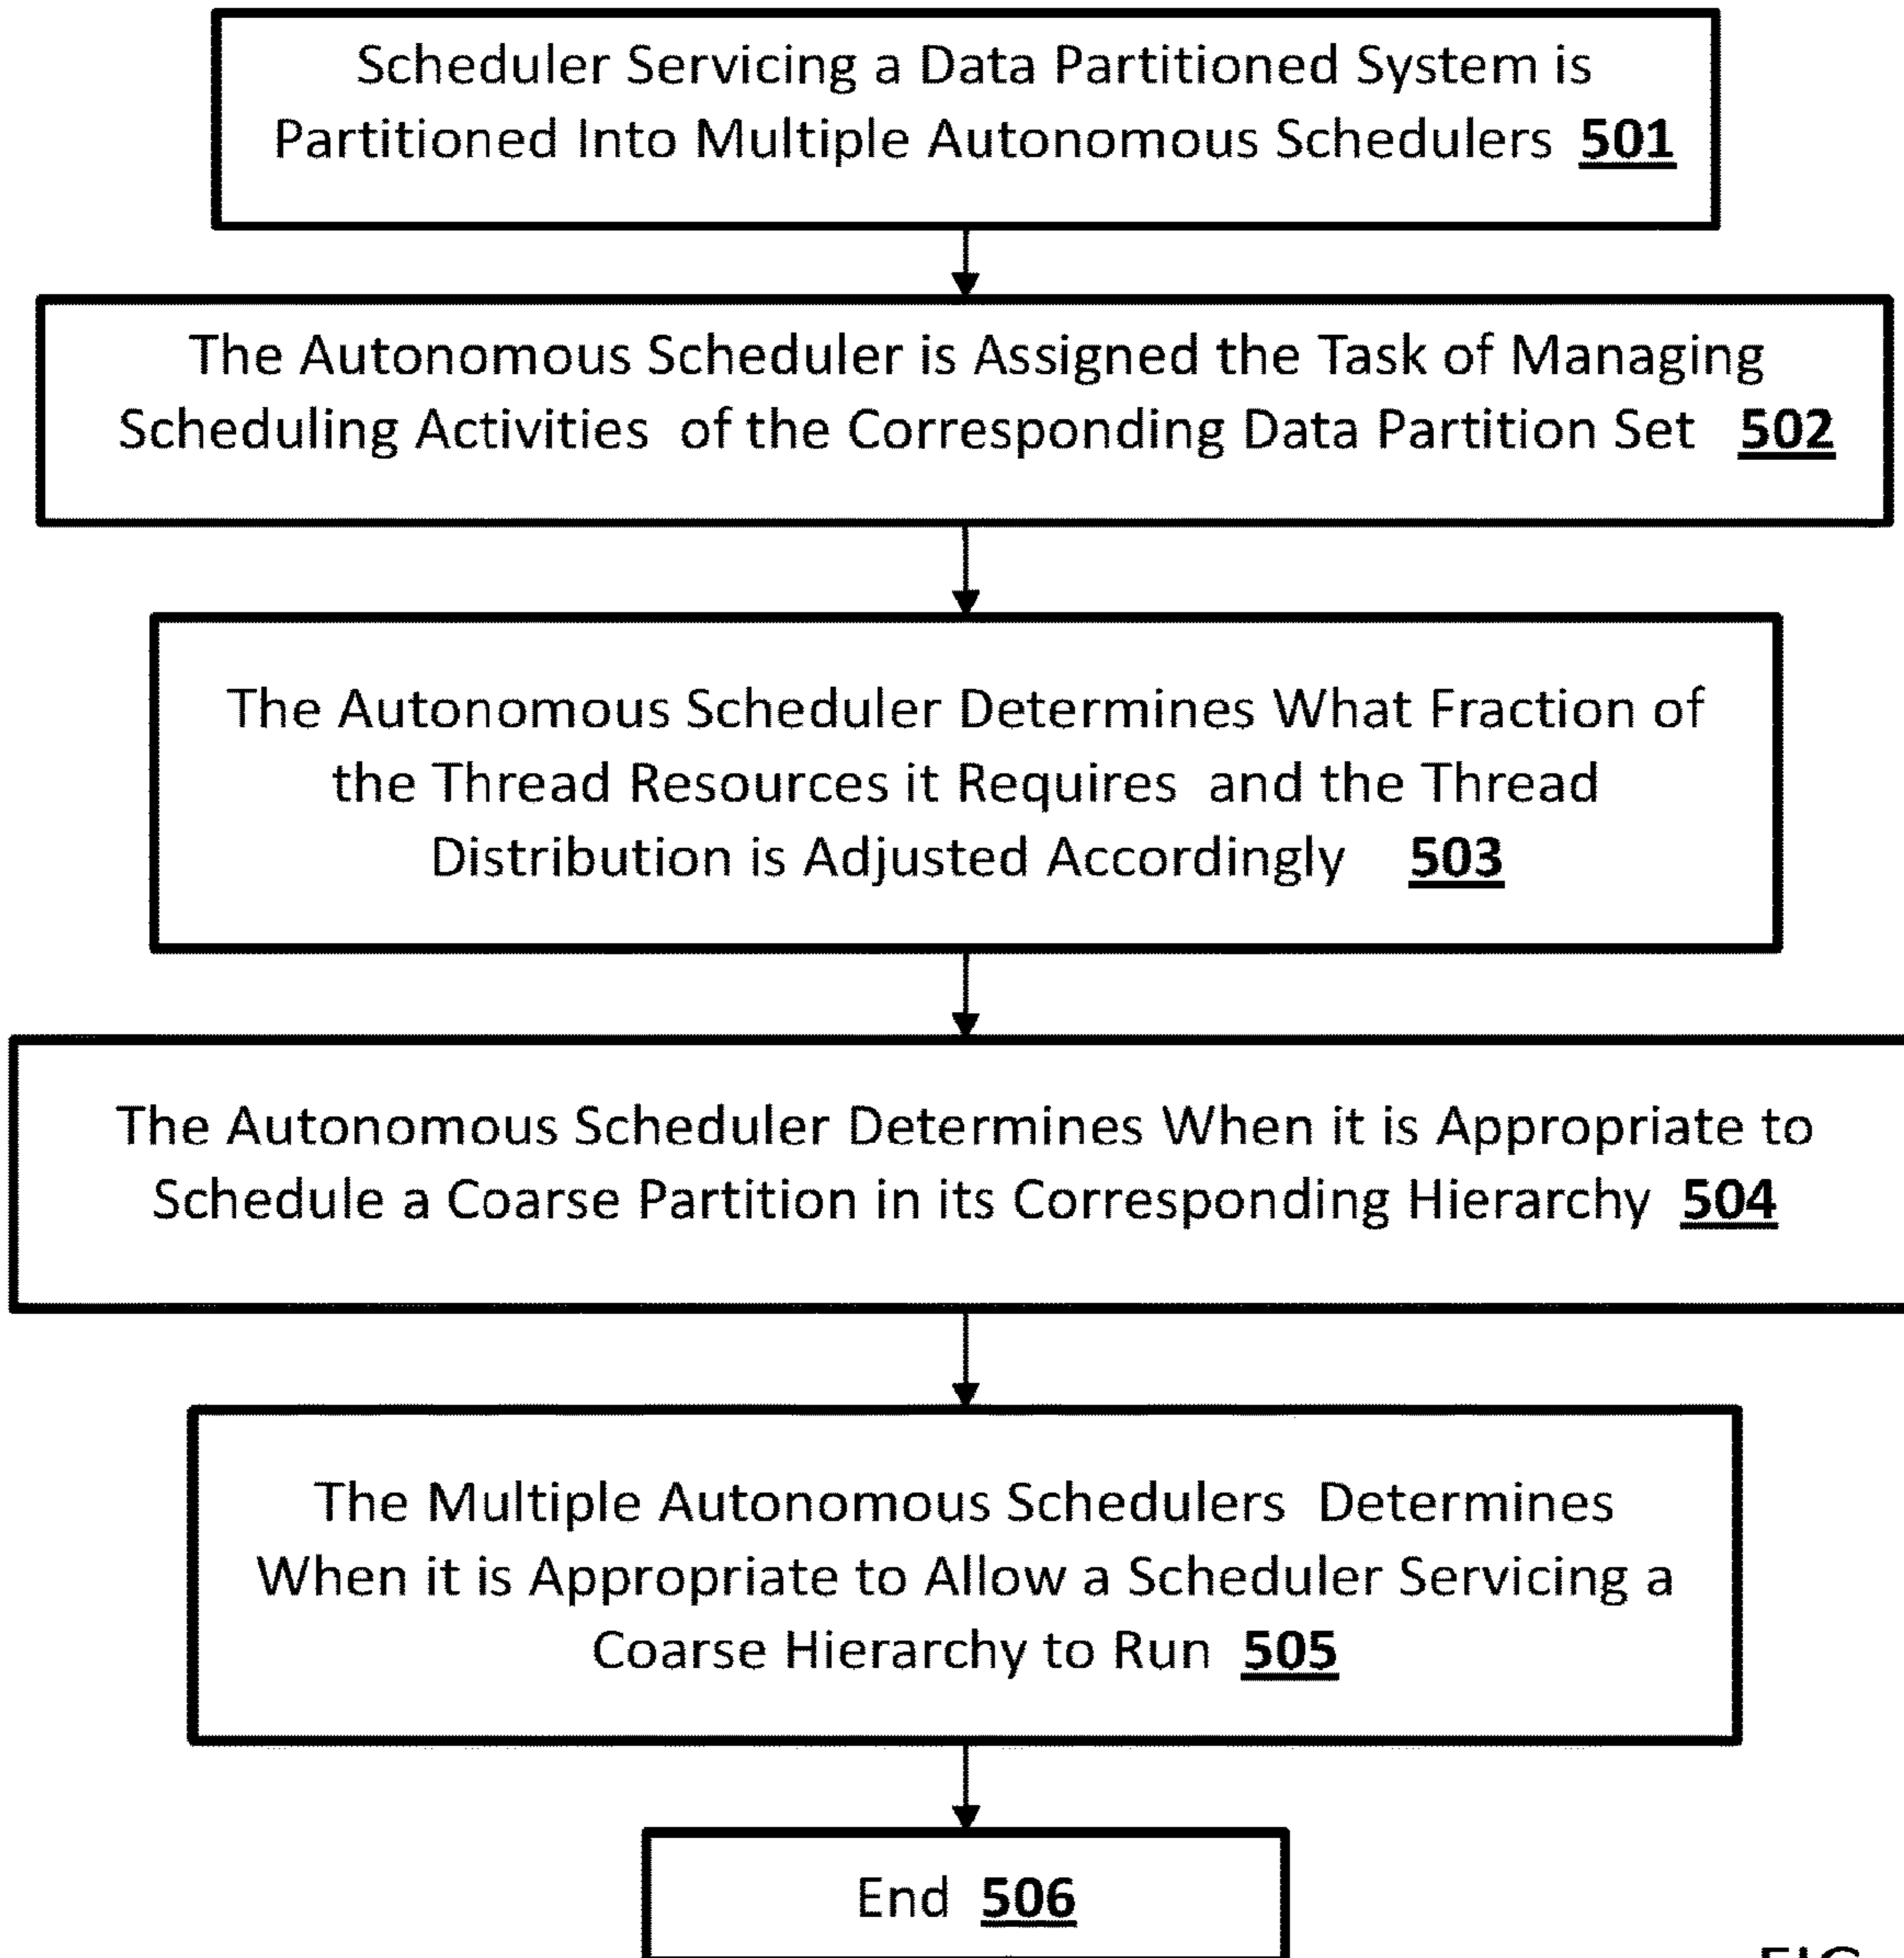 Scheduler Servicing a Data Partitioned System is
Partitioned Into Multiple Autonomous Schedulers 501
The Autonomous Scheduler is Assigned the Task of Managing
Scheduling Activities of the Corresponding Data Partition Set 502
The Autonomous Scheduler Determines What Fraction of
the Thread Resources it Requires and the Thread
Distribution is Adjusted Accordingly 503
The Autonomous Scheduler Determines When it is Appropriate to
Schedule a Coarse Partition in its Corresponding Hierarchy 504
The Multiple Autonomous Schedulers Determines
When it is Appropriate to Allow a Scheduler Servicing a
Coarse Hierarchy to Run 505
End 506